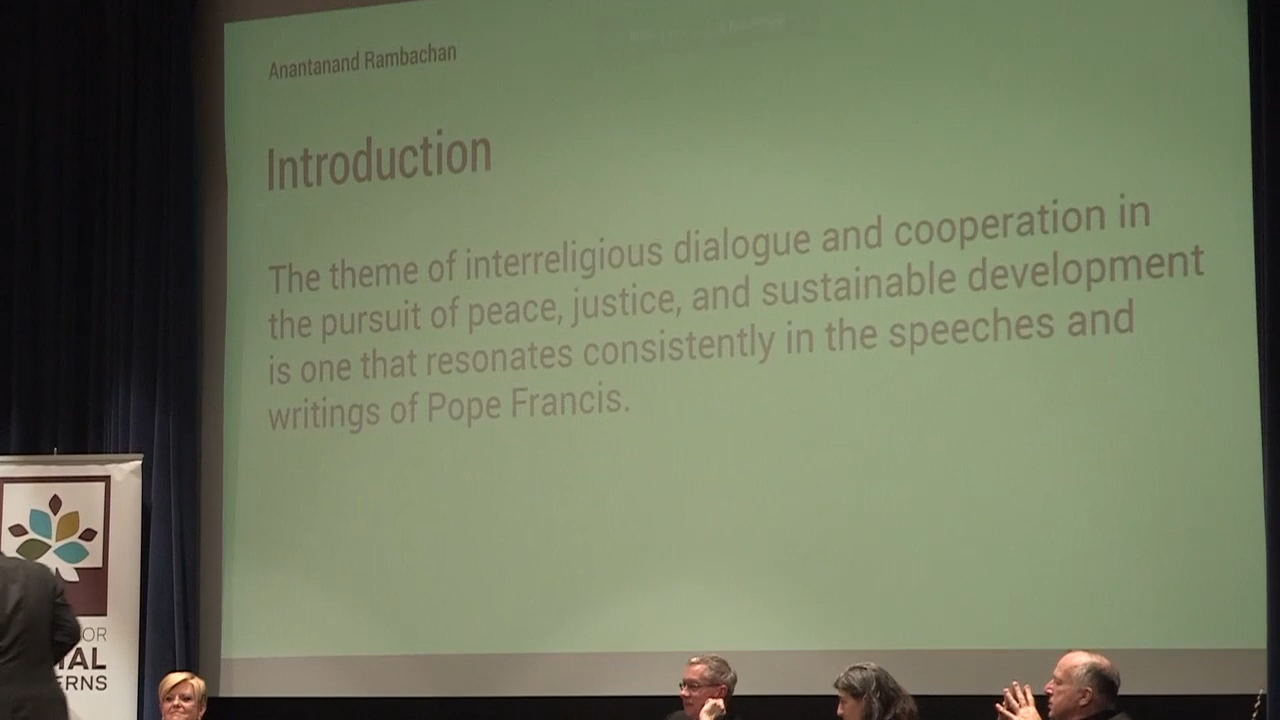 Anantanand Rambachan
Introduction
The theme of interreligious dialogue and cooperation in
the pursuit of peace, justice, and sustainable development
is one that resonates consistently in the speeches and
writings of Pope Francis.
OR
IAL
ERNS